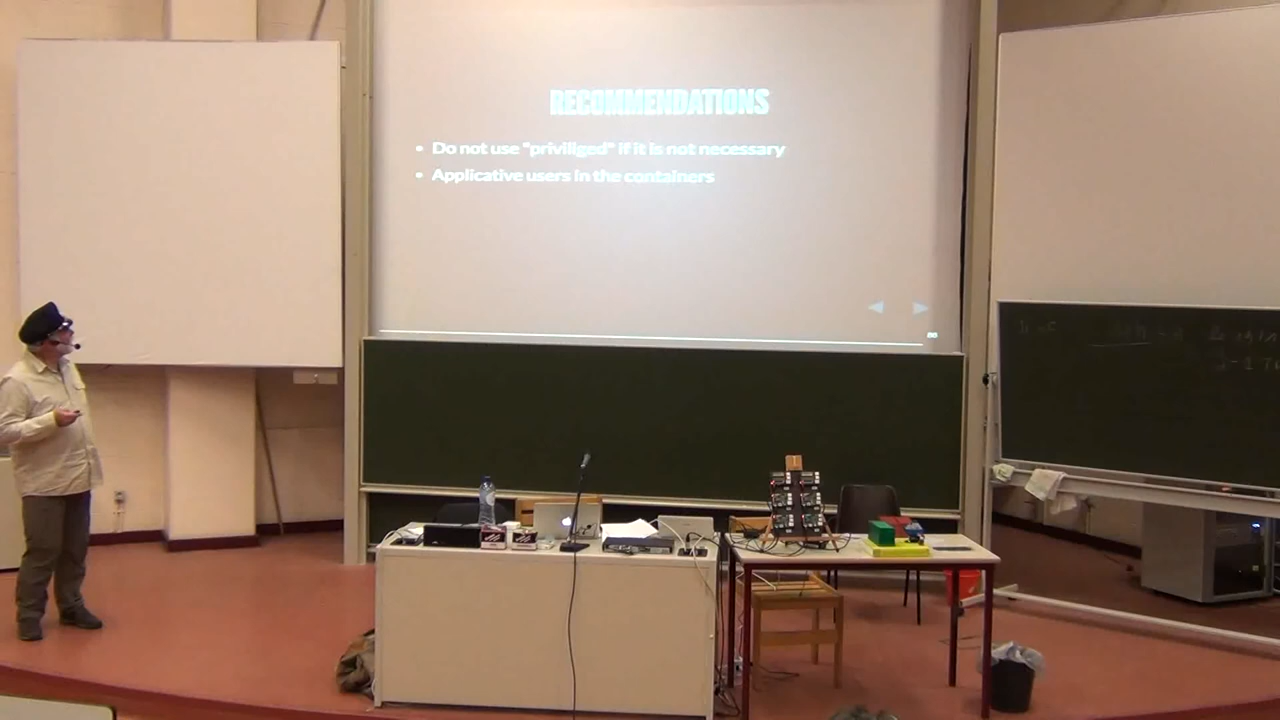 RECOMMENDATIONS
• Do not use "priviliged" if it is not necessary
• Applicative users in the containers